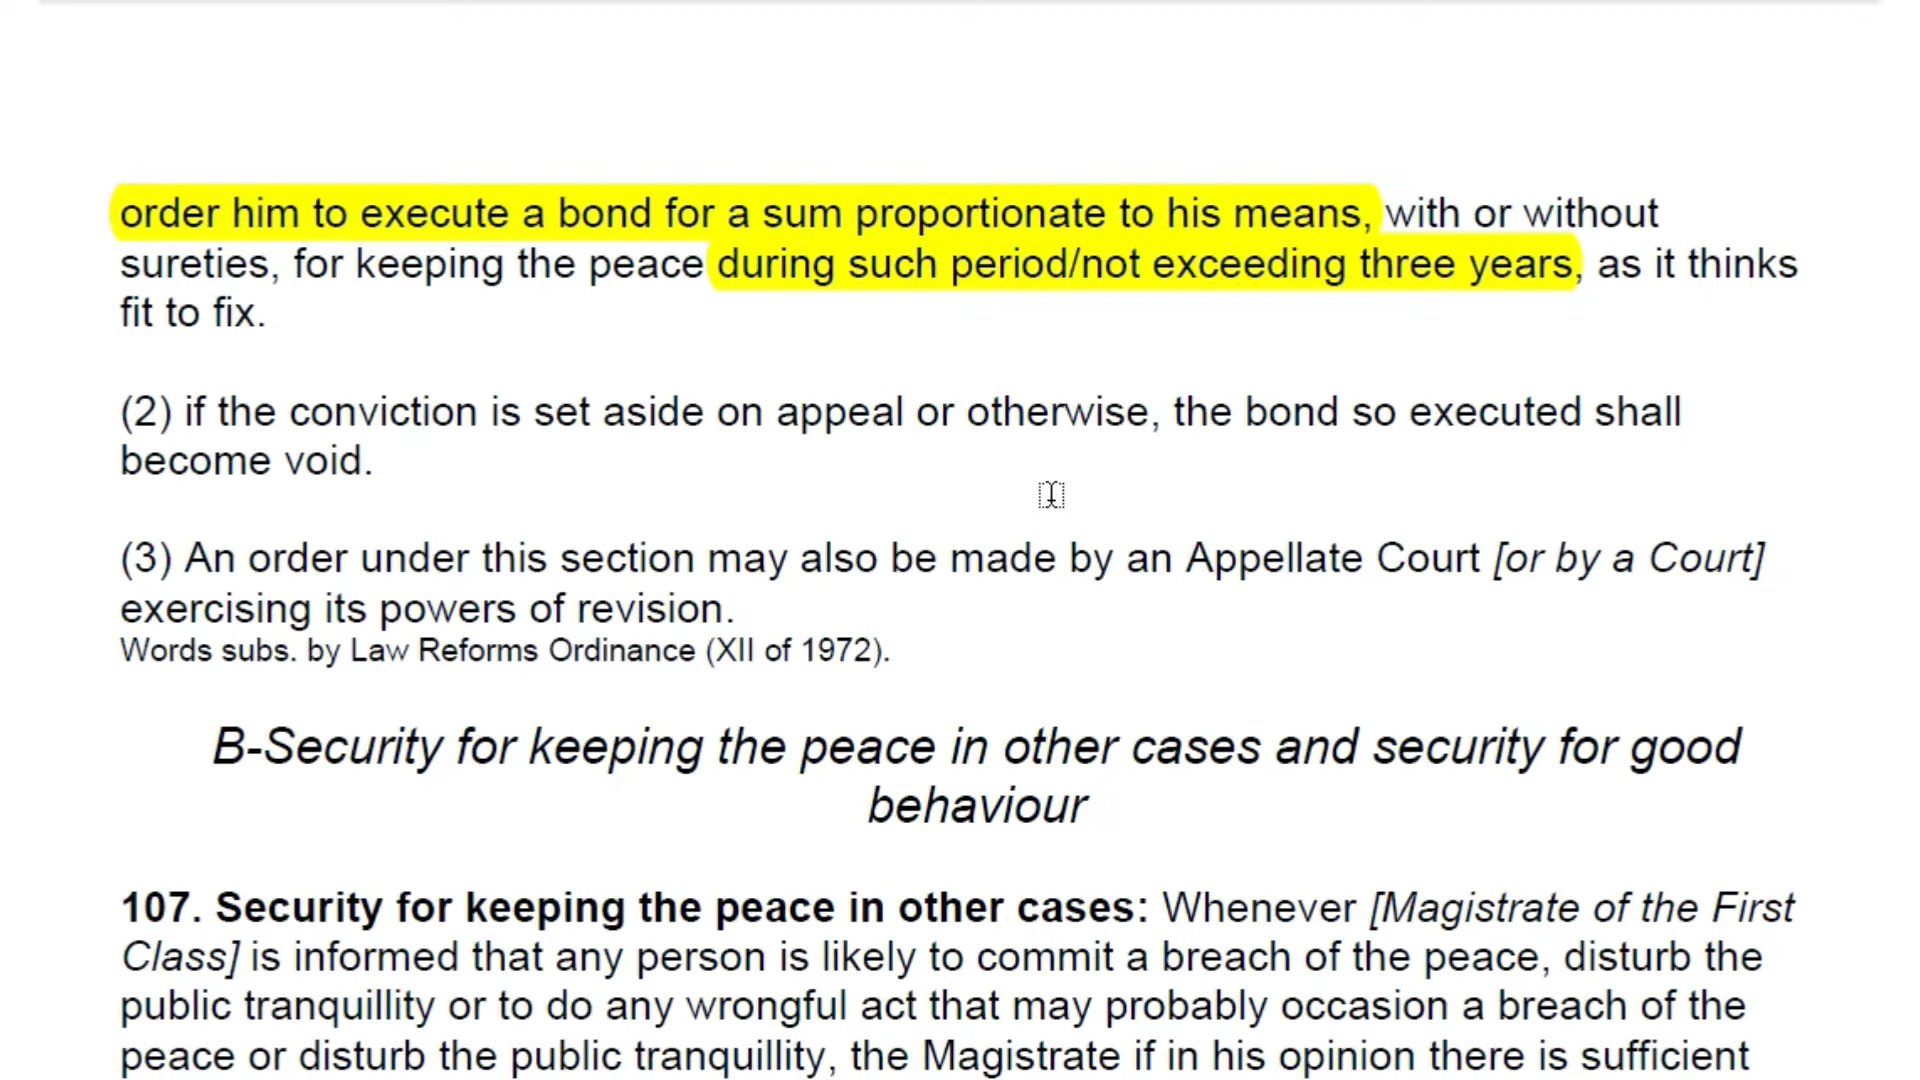 order him to execute a bond for a sum proportionate to his means, with or without
sureties, for keeping the peace during such period/not exceeding three years, as it thinks
fit to fix.
(2) if the conviction is set aside on appeal or otherwise, the bond so executed shall
become void.
(3) An order under this section may also be made by an Appellate Court [or by a Court]
exercising its powers of revision.
Words subs. by Law Reforms Ordinance (XII of 1972).
B-Security for keeping the peace in other cases and security for good
behaviour
107. Security for keeping the peace in other cases: Whenever [Magistrate of the First
Class] is informed that any person is likely to commit a breach of the peace, disturb the
public tranquillity or to do any wrongful act that may probably occasion a breach of the
peace or disturb the public tranquillity, the Magistrate if in his opinion there is sufficient